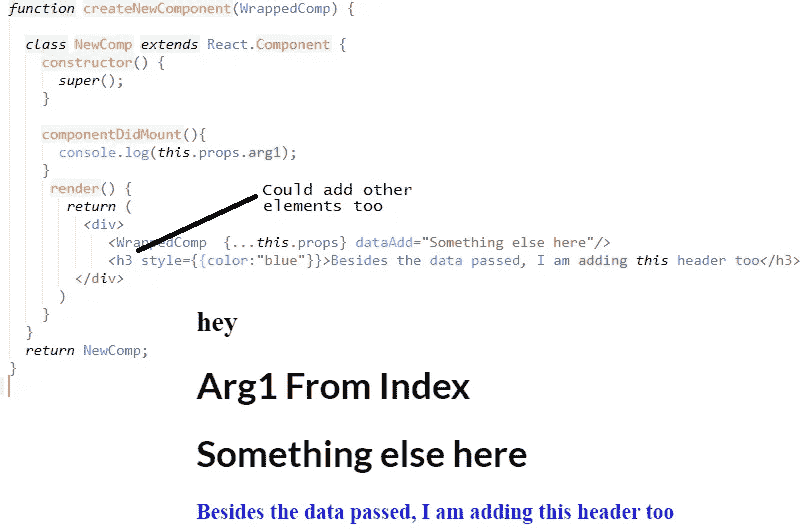 function createNewComponent(WrappedComp) {
class NewComp extends React.Component {
constructor() {
super();
}
componentDidMount(){
console.log(this.props.arg1);
}
render() {
return (
<div>
<WrappedComp {...this.props} dataAdd="Something else here"/>
<h3 style={{color:"blue"}}>Besides the data passed, I am adding this header too</h3>
</div>
)
}
}
return NewComp;
}
Could add other
elements too
hey
Arg1 From Index
Something else here
Besides the data passed, I am adding this header too